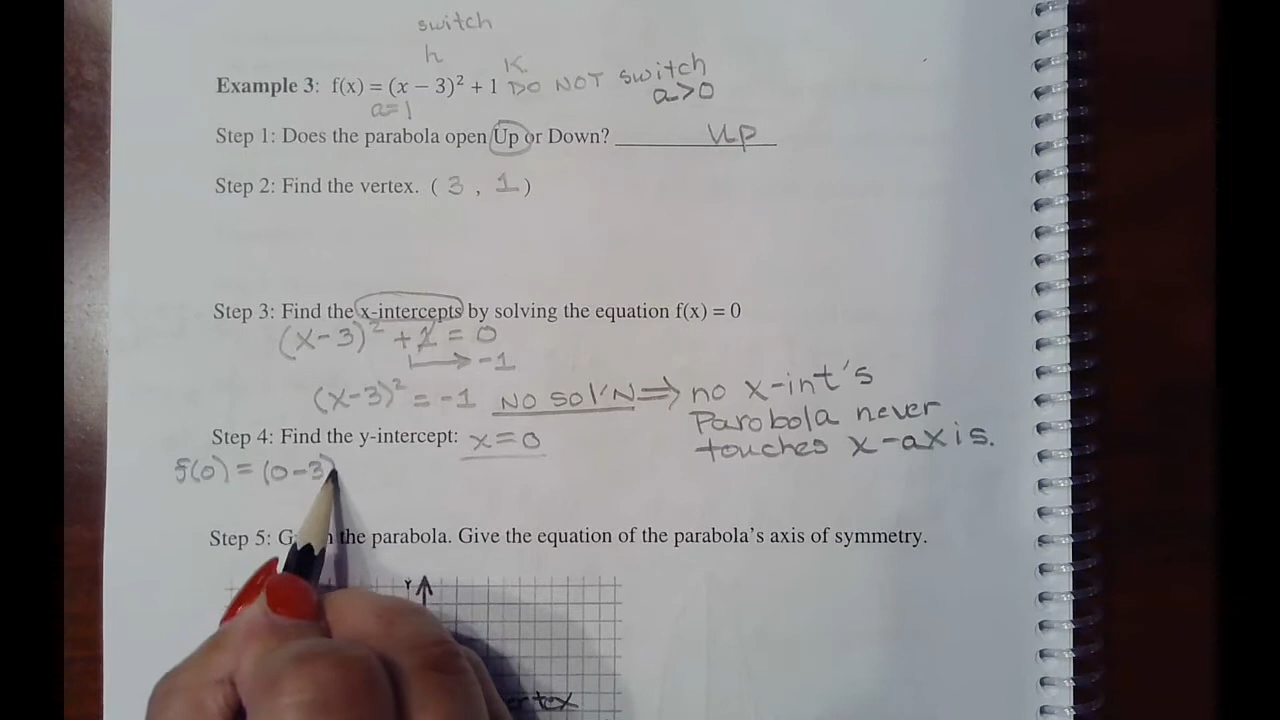 switch
h
K
Example 3: f(x) = (x − 3)² + 1 DO NOT switch
a=1 a>0
Step 1: Does the parabola open Up or Down? Up
Step 2: Find the vertex. ( 3 , 1 )
Step 3: Find the x-intercepts by solving the equation f(x) = 0
(x-3)² + 1 = 0
-1
(x-3)² = -1 NO SOL'N ⇒ no x-int's
Parabola never
Step 4: Find the y-intercept: x=0
touches x-axis.
f(0) = (0-3)
Step 5: the parabola. Give the equation of the parabola's axis of symmetry.
Y